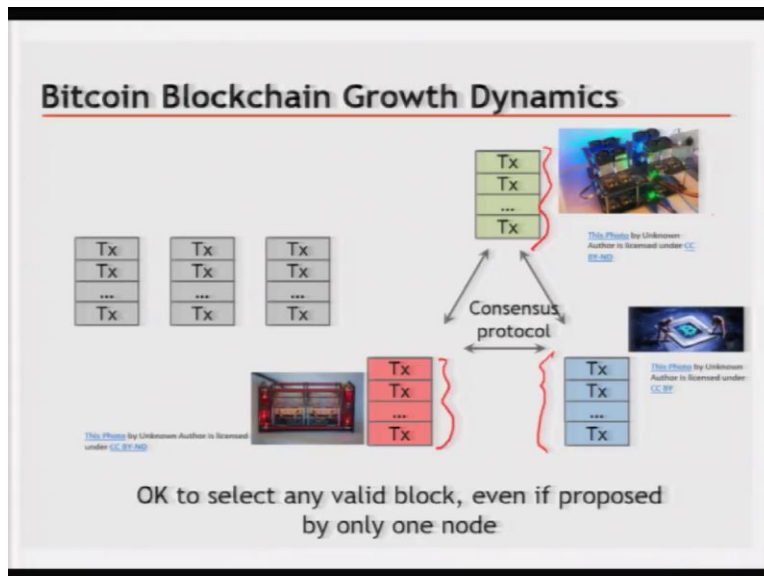 Bitcoin Blockchain Growth Dynamics
Tx
Tx
...
Tx
This Photo by Unknown
Author is licensed under CC
BY-ND
Tx
Tx
...
Tx
Tx
Tx
...
Tx
Tx
Tx
...
Tx
Consensus
protocol
This Photo by Unknown
Author is licensed under
CC BY
Tx
Tx
...
Tx
Tx
Tx
...
Tx
This Photo by Unknown Author is licensed
under CC BY-ND
OK to select any valid block, even if proposed
by only one node